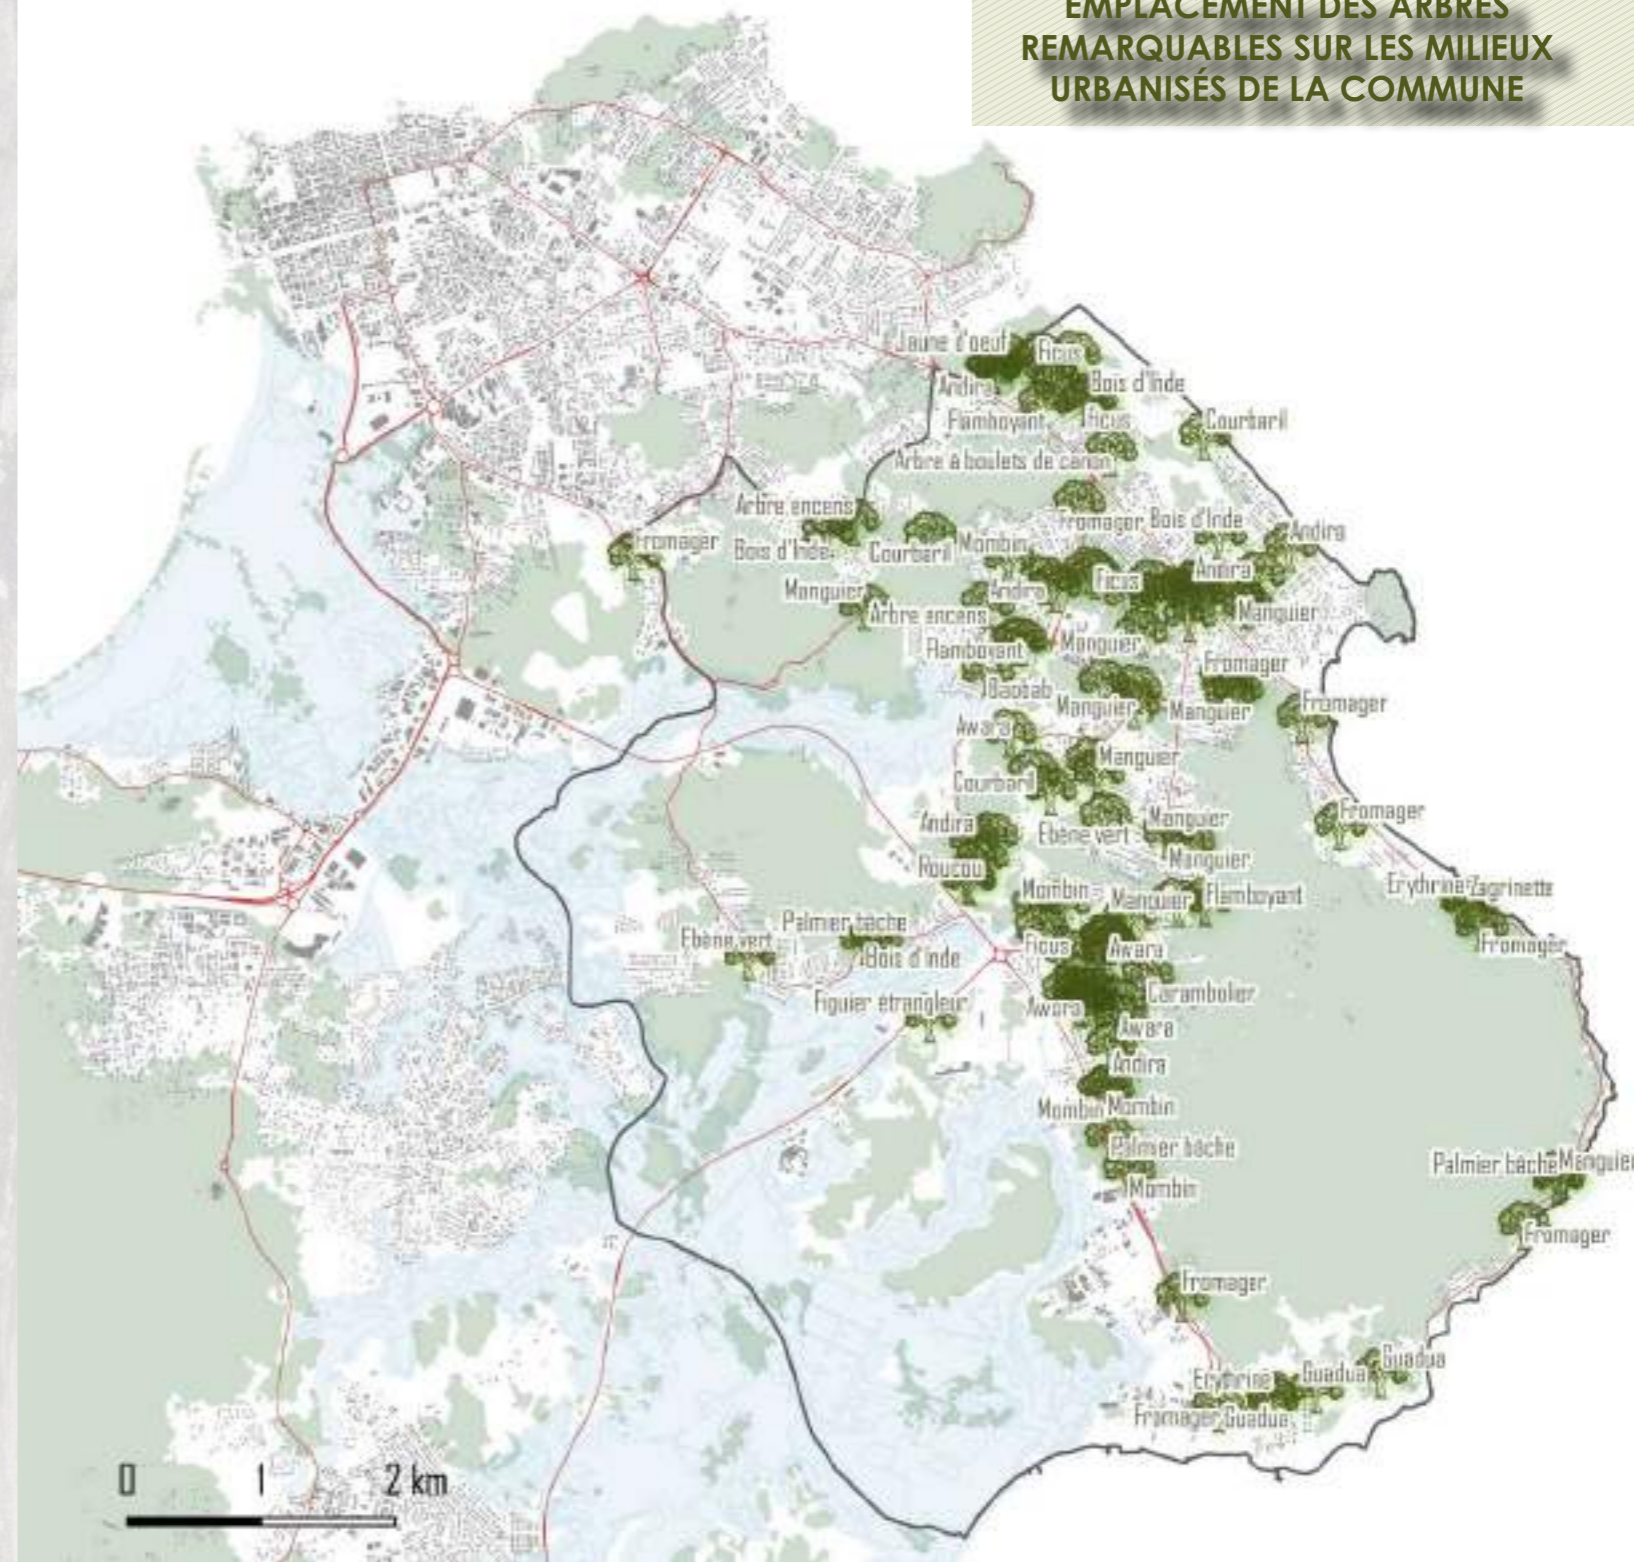 EMPLACEMENT DES ARBRES
REMARQUABLES SUR LES MILIEUX
URBANISÉS DE LA COMMUNE
Jaune d'oeuf
Ficus
Andira
Bois d'Inde
Flamboyant
Ficus
Courbaril
Arbre à boulets de canon
Arbre encens
Fromager
Bois d'Inde
Andira
Fromager
Bois d'Inde
Courbaril
Mombin
Manguier
Andira
Ficus
Andira
Arbre encens
Manguier
Flamboyant
Manguier
Fromager
Baobab
Manguier
Manguier
Fromager
Awara
Manguier
Courbaril
Andira
Ebène vert
Manguier
Fromager
Roucou
Manguier
Mombin
Manguier
Flamboyant
Erythrine
Zagrinette
Palmier bâche
Ebène vert
Bois d'Inde
Ficus
Awara
Fromager
Figuier étrangleur
Awara
Carambolier
Awara
Andira
Mombin
Mombin
Palmier bâche
Palmier bâche
Manguier
Mombin
Fromager
Fromager
Erythrine
Guadua
Guadua
Fromager
Guadua
0 1 2 km